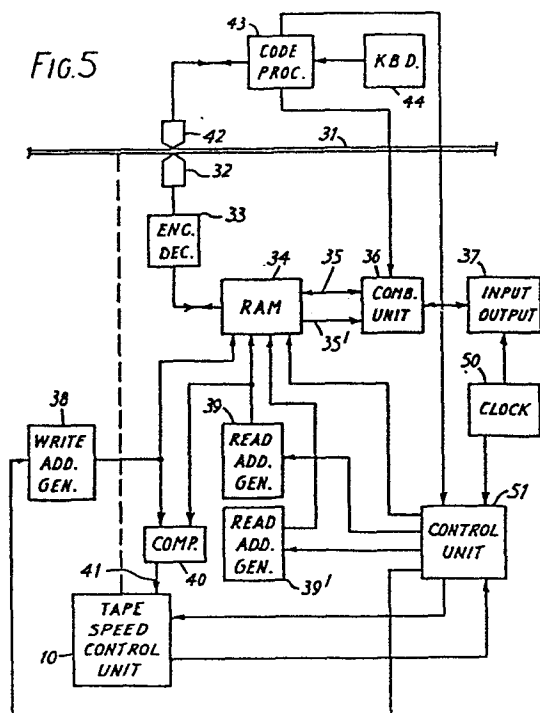 FIG.5
43
CODE
PROC.
KBD.
44
42
31
32
33
ENC.
DEC.
34
RAM
35
35'
36
COMB.
UNIT
37
INPUT
OUTPUT
50
CLOCK
38
WRITE
ADD.
GEN.
39
READ
ADD.
GEN.
51
CONTROL
UNIT
READ
ADD.
GEN.
39'
COMP.
40
41
TAPE
SPEED
CONTROL
UNIT
10